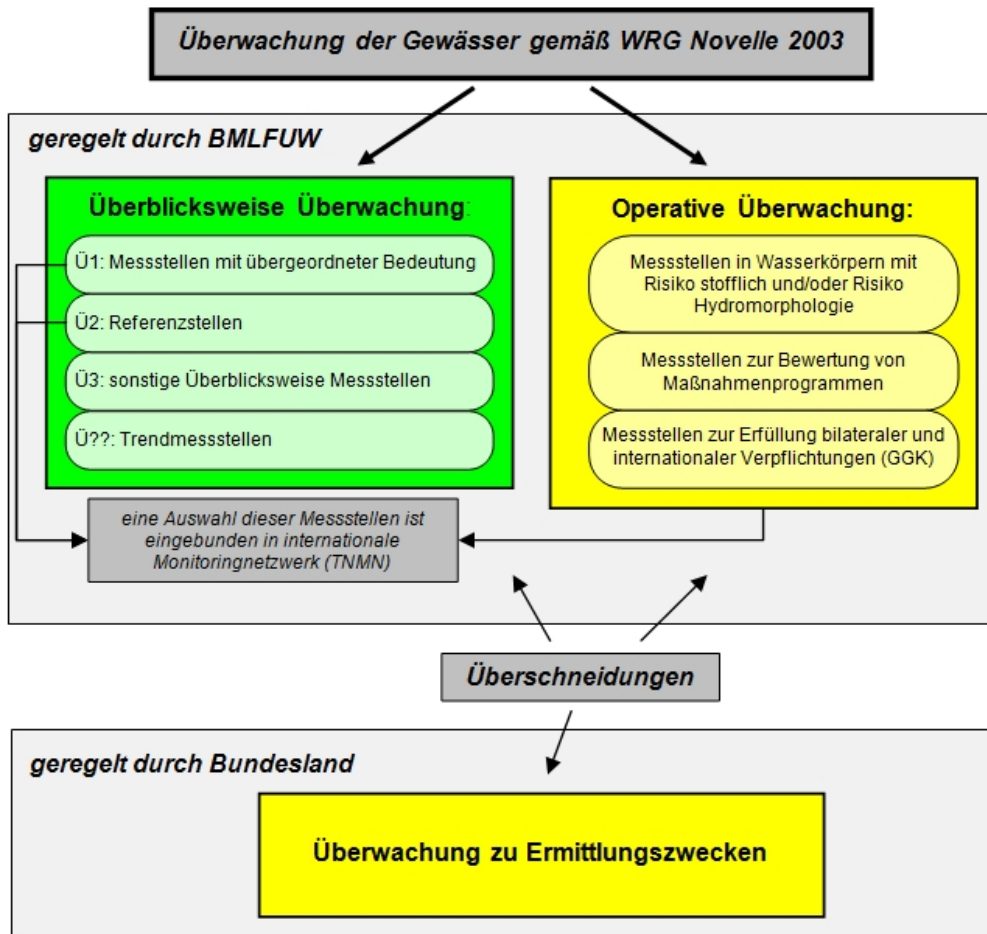 Überwachung der Gewässer gemäß WRG Novelle 2003
geregelt durch BMLFUW
Überblicksweise Überwachung:
Ü1: Messstellen mit übergeordneter Bedeutung
Ü2: Referenzstellen
Ü3: sonstige Überblicksweise Messstellen
Ü??: Trendmessstellen
Operative Überwachung:
Messstellen in Wasserkörpern mit
Risiko stofflich und/oder Risiko
Hydromorphologie
Messstellen zur Bewertung von
Maßnahmenprogrammen
Messstellen zur Erfüllung bilateraler und
internationaler Verpflichtungen (GGK)
eine Auswahl dieser Messstellen ist
eingebunden in internationale
Monitoringnetzwerk (TNMN)
Überschneidungen
geregelt durch Bundesland
Überwachung zu Ermittlungszwecken